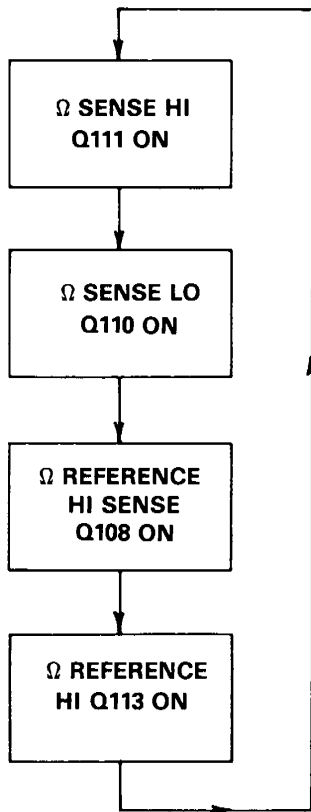 Ω SENSE HI
Q111 ON
Ω SENSE LO
Q110 ON
Ω REFERENCE
HI SENSE
Q108 ON
Ω REFERENCE
HI Q113 ON